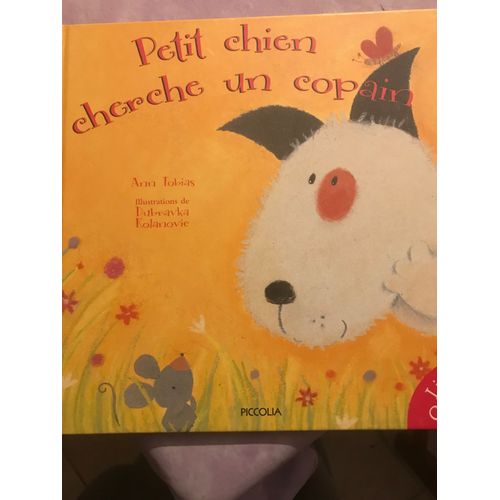 Petit chien
cherche un copain
Ann Tobias
Illustrations de
Dubravka
Kolanovic
PICCOLIA